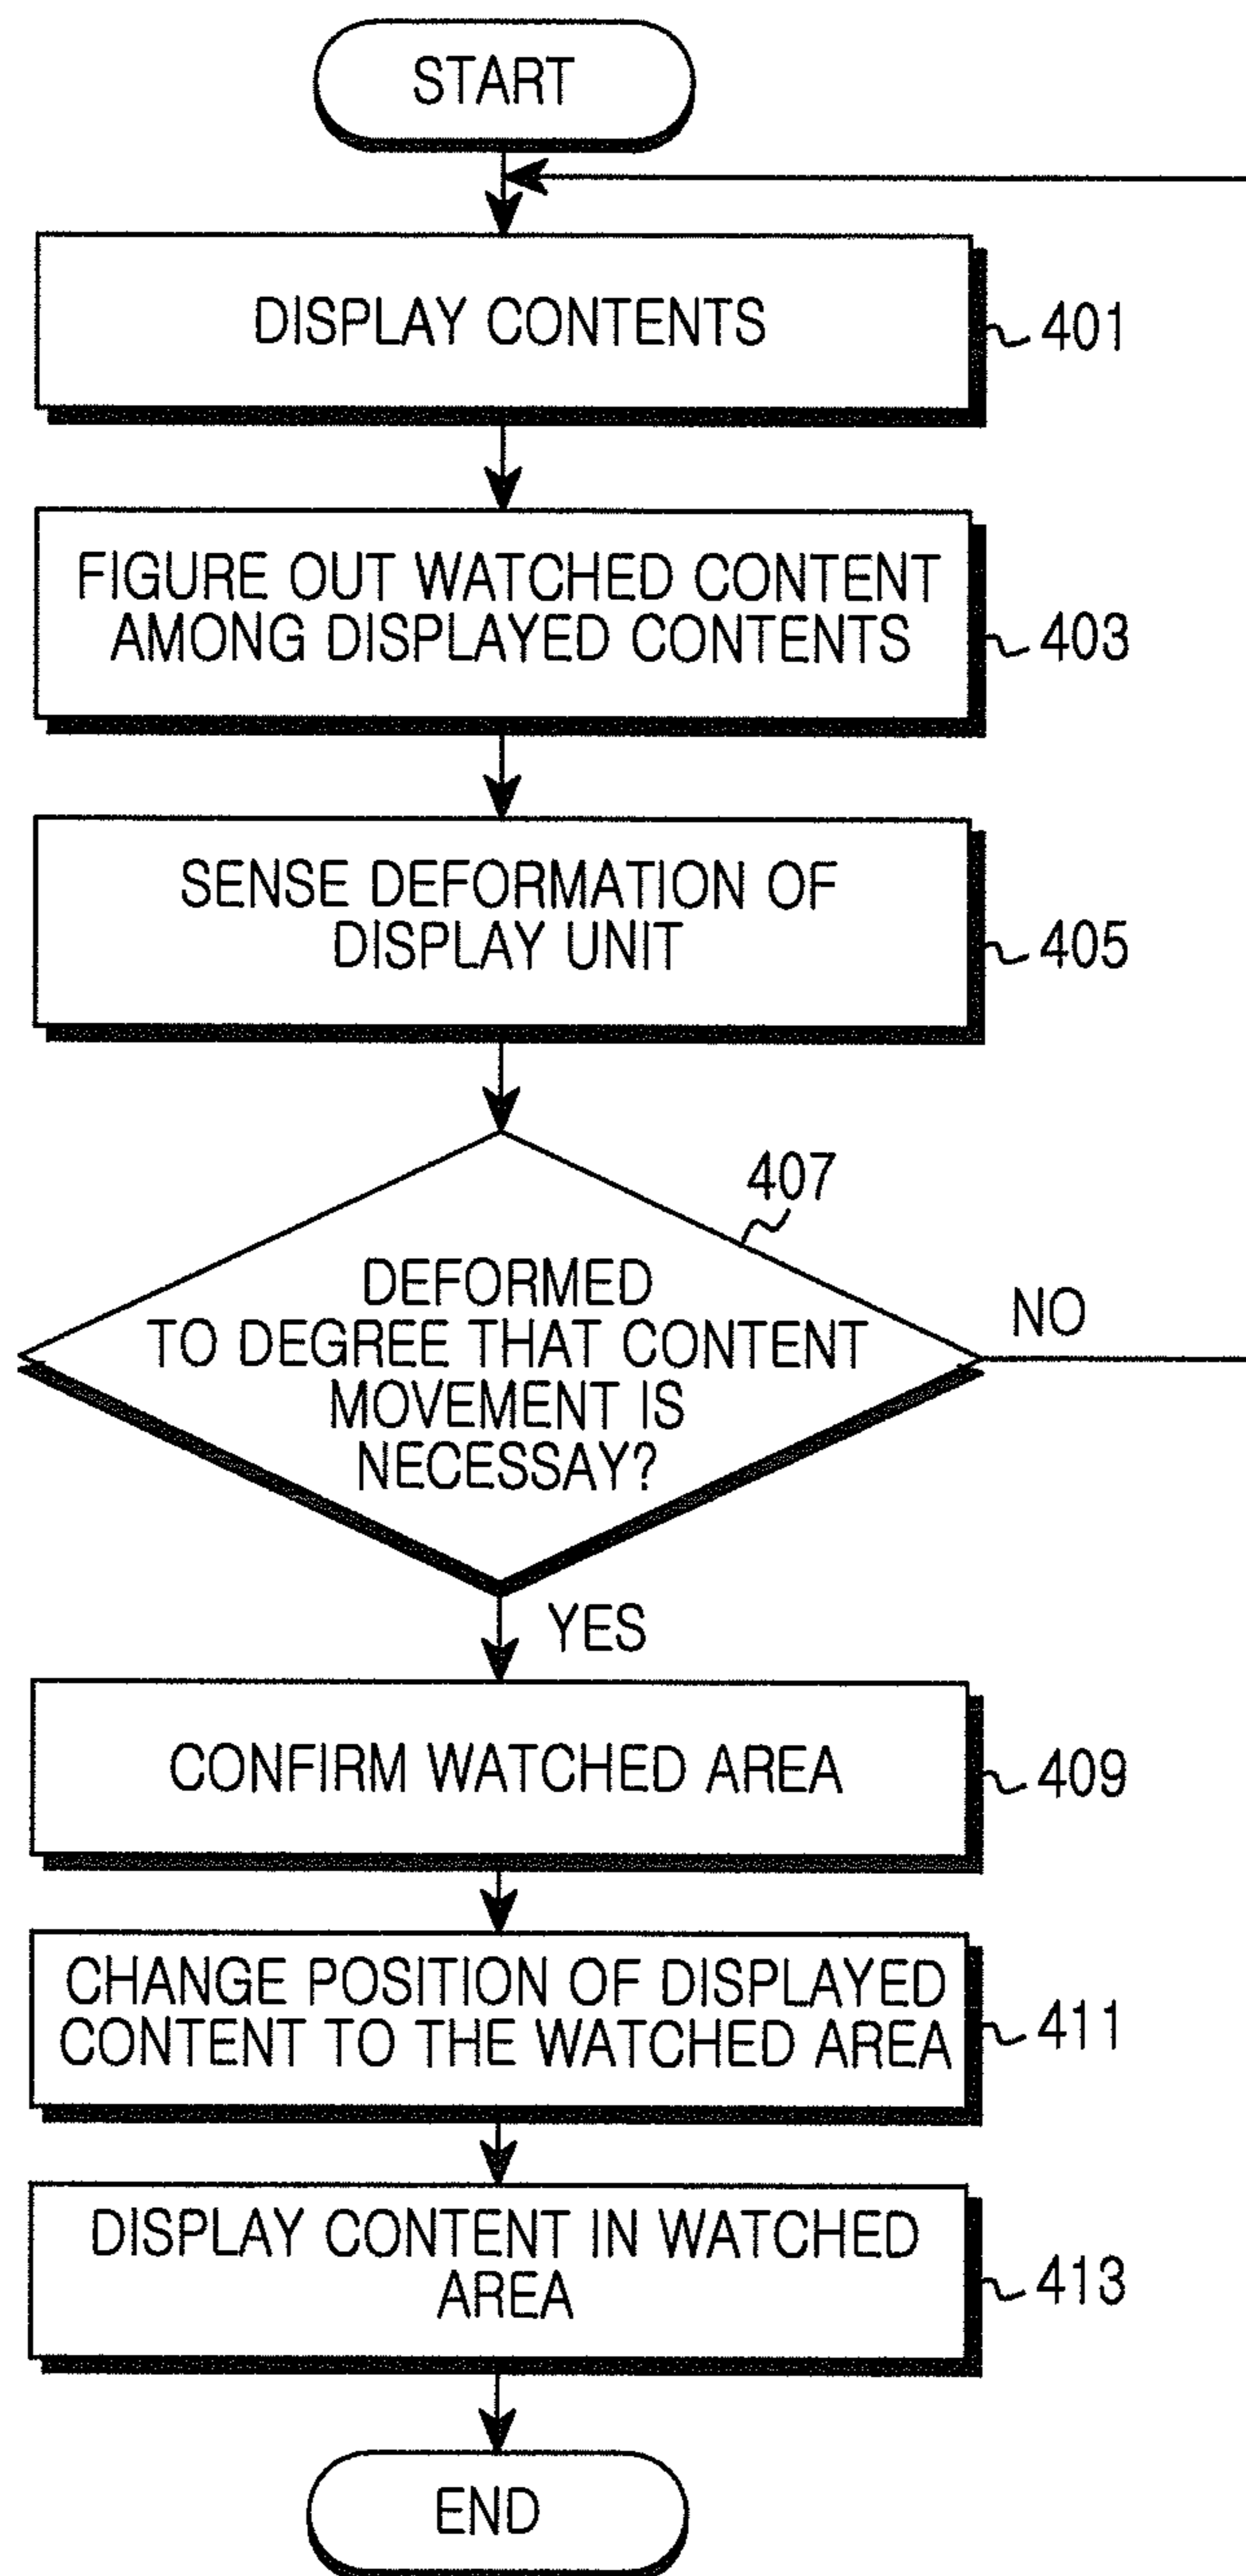 START
DISPLAY CONTENTS
401
FIGURE OUT WATCHED CONTENT
AMONG DISPLAYED CONTENTS
403
SENSE DEFORMATION OF
DISPLAY UNIT
405
407
DEFORMED
TO DEGREE THAT CONTENT
MOVEMENT IS
NECESSAY?
NO
YES
CONFIRM WATCHED AREA
409
CHANGE POSITION OF DISPLAYED
CONTENT TO THE WATCHED AREA
411
DISPLAY CONTENT IN WATCHED
AREA
413
END